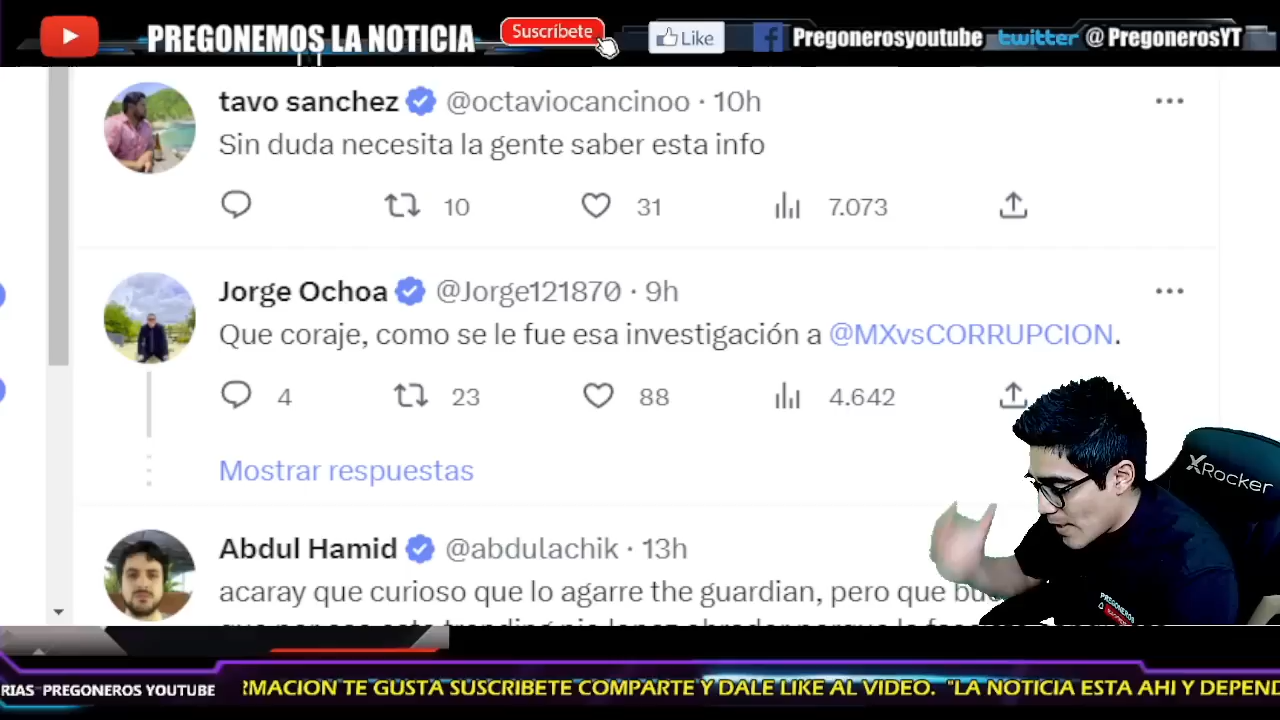 PREGONEMOS LA NOTICIA
Suscríbete
Like
Pregonerosyoutube
twitter @PregonerosYT
tavo sanchez @octaviocancinoo · 10h
Sin duda necesita la gente saber esta info
10 31 7.073
Jorge Ochoa @Jorge121870 · 9h
Que coraje, como se le fue esa investigación a @MXvsCORRUPCION.
4 23 88 4.642
Mostrar respuestas
XRocker
Abdul Hamid @abdulachik · 13h
acaray que curioso que lo agarre the guardian, pero que
PREGONEROS
RIAS PREGONEROS YOUTUBE
RMACION TE GUSTA SUSCRIBETE COMPARTE Y DALE LIKE AL VIDEO. "LA NOTICIA ESTA AHI Y DEPEND